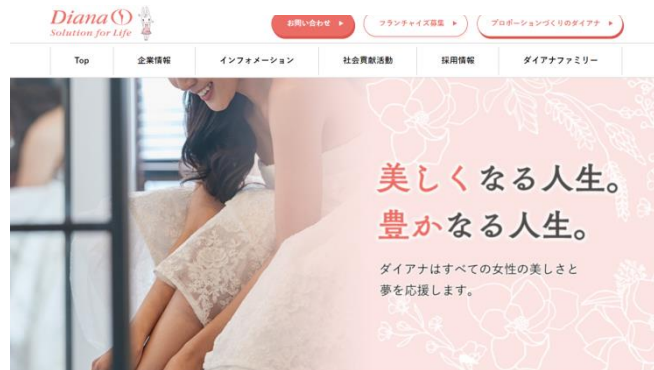 Diana
Solution for Life
お問い合わせ
フランチャイズ募集
プロポーションづくりのダイアナ
Top
企業情報
インフォメーション
社会貢献活動
採用情報
ダイアナファミリー
美しくなる人生。
豊かなる人生。
ダイアナはすべての女性の美しさと
夢を応援します。